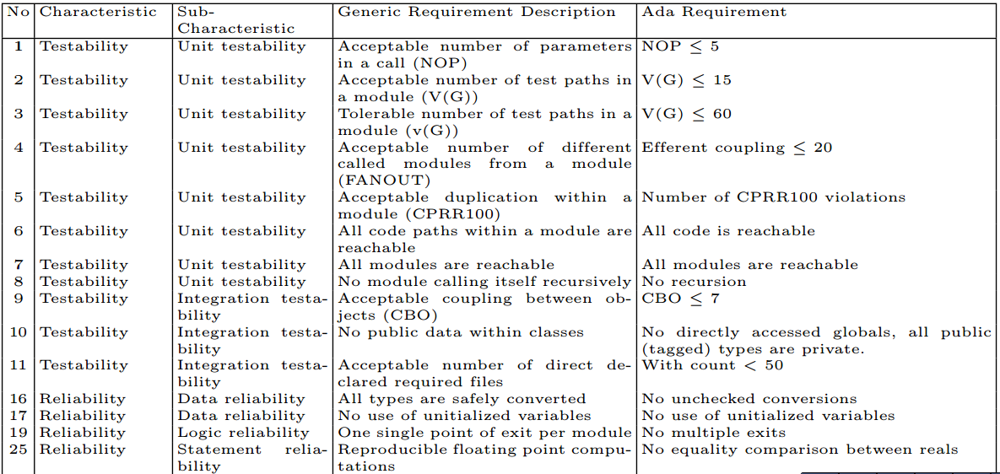 No Characteristic Sub- Generic Requirement Description Ada Requirement
Characteristic
1 Testability Unit testability Acceptable number of parameters NOP ≤ 5
in a call (NOP)
2 Testability Unit testability Acceptable number of test paths in V(G) ≤ 15
a module (V(G))
3 Testability Unit testability Tolerable number of test paths in a V(G) ≤ 60
module (v(G))
4 Testability Unit testability Acceptable number of different Efferent coupling ≤ 20
called modules from a module
(FANOUT)
5 Testability Unit testability Acceptable duplication within a Number of CPRR100 violations
module (CPRR100)
6 Testability Unit testability All code paths within a module are All code is reachable
reachable
7 Testability Unit testability All modules are reachable All modules are reachable
8 Testability Unit testability No module calling itself recursively No recursion
9 Testability Integration testa- Acceptable coupling between ob- CBO ≤ 7
bility jects (CBO)
10 Testability Integration testa- No public data within classes No directly accessed globals, all public
bility (tagged) types are private.
11 Testability Integration testa- Acceptable number of direct de- With count < 50
bility clared required files
16 Reliability Data reliability All types are safely converted No unchecked conversions
17 Reliability Data reliability No use of unitialized variables No use of unitialized variables
19 Reliability Logic reliability One single point of exit per module No multiple exits
25 Reliability Statement relia- Reproducible floating point compu- No equality comparison between reals
bility tations